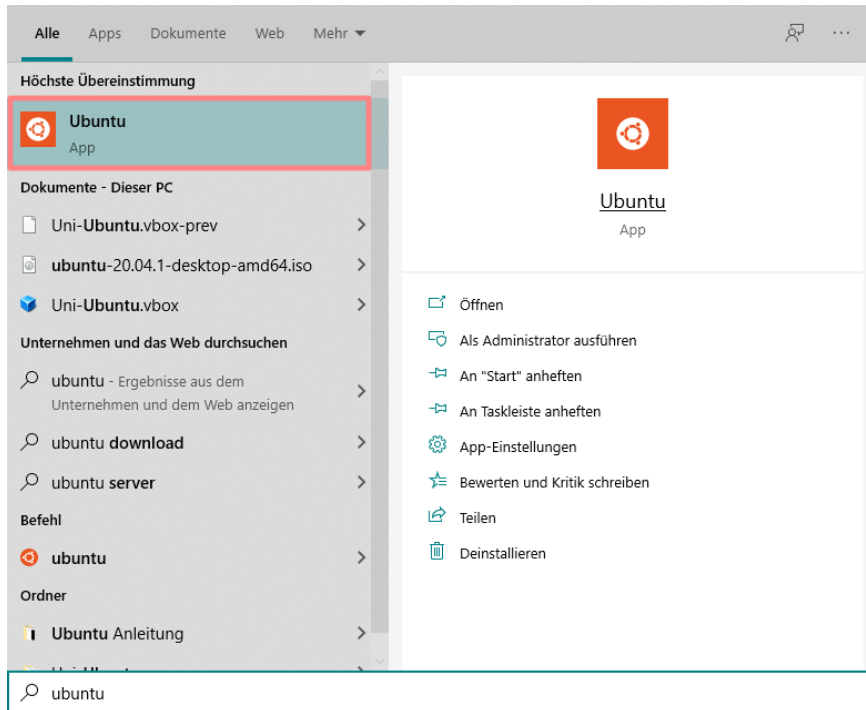 Alle Apps Dokumente Web Mehr
Höchste Übereinstimmung
Ubuntu
App
Dokumente - Dieser PC
Uni-Ubuntu.vbox-prev
ubuntu-20.04.1-desktop-amd64.iso
Uni-Ubuntu.vbox
Unternehmen und das Web durchsuchen
ubuntu - Ergebnisse aus dem
Unternehmen und dem Web anzeigen
ubuntu download
ubuntu server
Befehl
ubuntu
Ordner
Ubuntu Anleitung
ubuntu
Ubuntu
App
Öffnen
Als Administrator ausführen
An "Start" anheften
An Taskleiste anheften
App-Einstellungen
Bewerten und Kritik schreiben
Teilen
Deinstallieren